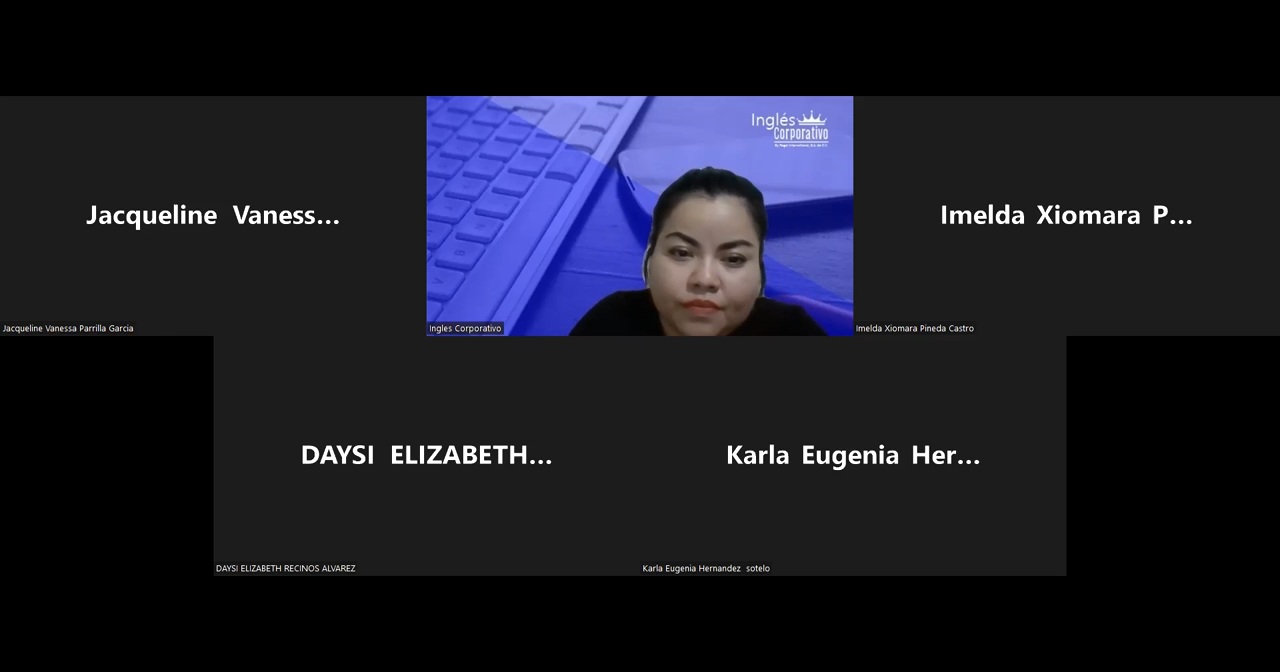 Jacqueline Vaness...
Jacqueline Vanessa Parrilla Garcia
Inglés
Corporativo
Ingles Corporativo
Imelda Xiomara P...
Imelda Xiomara Pineda Castro
DAYSI ELIZABETH...
DAYSI ELIZABETH RECINOS ALVAREZ
Karla Eugenia Her...
Karla Eugenia Hernandez sotelo